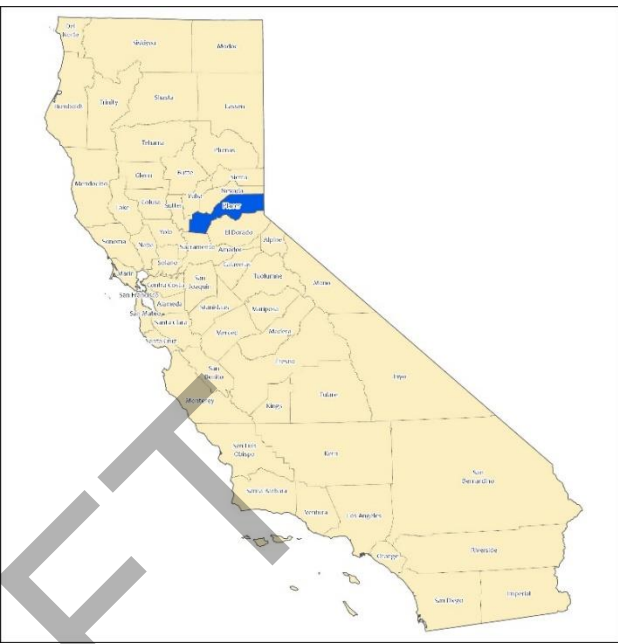 Del
Norte
Siskiyou
Modoc
Humboldt
Trinity
Shasta
Lassen
Tehama
Plumas
Mendocino
Glenn
Butte
Sierra
Nevada
Yuba
Placer
Lake
Colusa
Sutter
Yolo
El Dorado
Sonoma
Napa
Sacramento
Amador
Alpine
Solano
Calaveras
Marin
Contra Costa
San
Joaquin
Tuolumne
Mono
San Francisco
Alameda
San Mateo
Stanislaus
Mariposa
Santa Clara
Santa Cruz
Merced
Madera
San
Benito
Fresno
Inyo
Monterey
Kings
Tulare
San Luis
Obispo
Kern
San
Bernardino
Santa Barbara
Ventura
Los Angeles
Orange
Riverside
San Diego
Imperial
FT